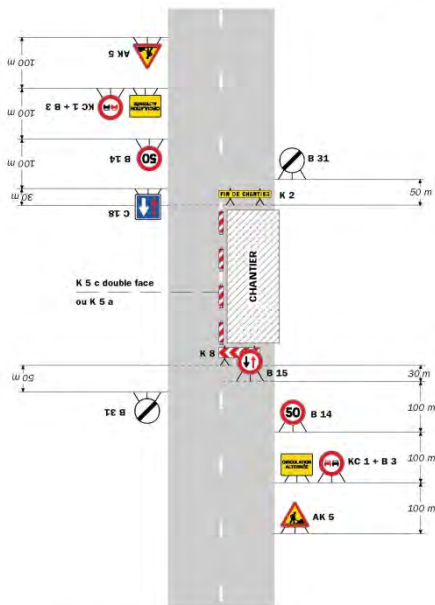 100 m
AK 5
100 m
KC 1 + B 3
CIRCULATION
ALTERNÉE
100 m
B 14
50
B 31
30 m
C 18
FIN DE CHANTIER
K 2
50 m
K 5 c double face
ou K 5 a
CHANTIER
K 8
B 15
50 m
30 m
B 31
50
B 14
100 m
CIRCULATION
ALTERNÉE
KC 1 + B 3
100 m
AK 5
100 m